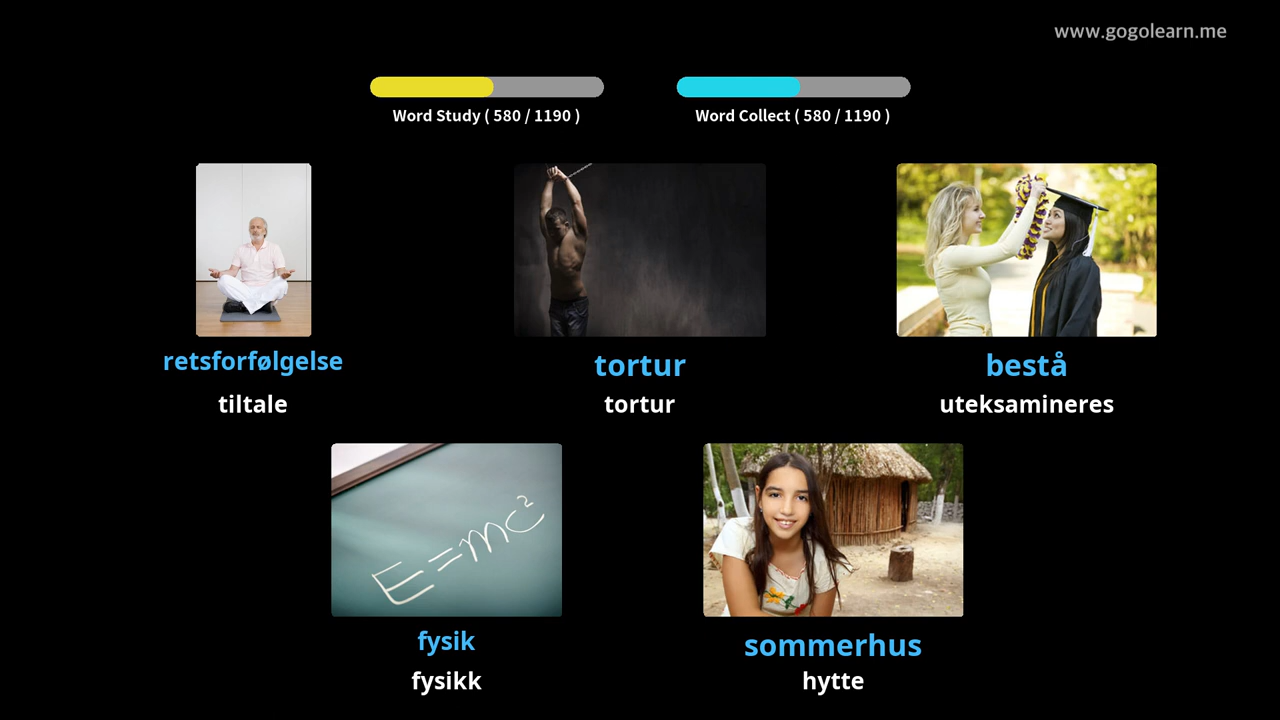 www.gogolearn.me
Word Study ( 580 / 1190 )
Word Collect ( 580 / 1190 )
retsforfølgelse
tiltale
tortur
tortur
bestå
uteksamineres
E=mc²
fysik
fysikk
sommerhus
hytte